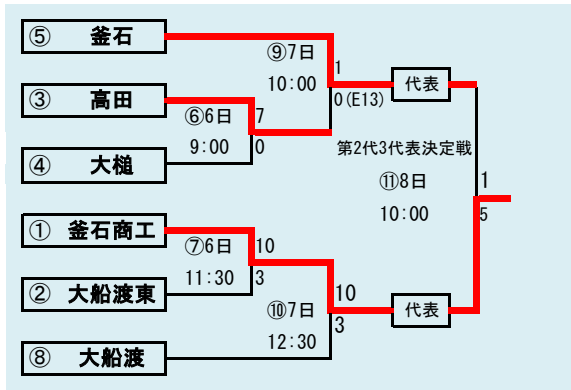 ⑤ 釜石
⑨7日
10:00
1
0(E13)
代表
③ 高田
⑥6日
9:00
7
0
④ 大槌
第2代3代表決定戦
⑪8日
10:00
1
5
① 釜石商工
⑦6日
11:30
10
3
② 大船渡東
⑩7日
12:30
10
3
代表
⑧ 大船渡